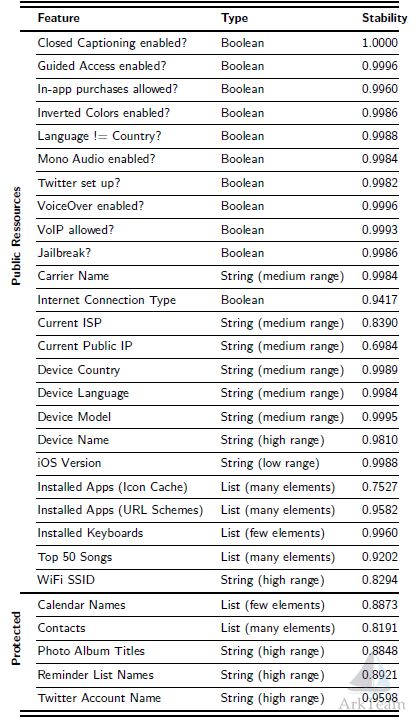 Feature Type Stability
Public Ressources
Closed Captioning enabled? Boolean 1.0000
Guided Access enabled? Boolean 0.9996
In-app purchases allowed? Boolean 0.9960
Inverted Colors enabled? Boolean 0.9986
Language != Country? Boolean 0.9988
Mono Audio enabled? Boolean 0.9984
Twitter set up? Boolean 0.9982
VoiceOver enabled? Boolean 0.9996
VoIP allowed? Boolean 0.9993
Jailbreak? Boolean 0.9986
Carrier Name String (medium range) 0.9984
Internet Connection Type Boolean 0.9417
Current ISP String (medium range) 0.8390
Current Public IP String (medium range) 0.6984
Device Country String (medium range) 0.9989
Device Language String (medium range) 0.9984
Device Model String (medium range) 0.9995
Device Name String (high range) 0.9810
iOS Version String (low range) 0.9988
Installed Apps (Icon Cache) List (many elements) 0.7527
Installed Apps (URL Schemes) List (many elements) 0.9582
Installed Keyboards List (few elements) 0.9960
Top 50 Songs List (many elements) 0.9202
WiFi SSID String (high range) 0.8294
Protected
Calendar Names List (few elements) 0.8873
Contacts List (many elements) 0.8191
Photo Album Titles String (high range) 0.8848
Reminder List Names String (high range) 0.8921
Twitter Account Name String (high range) 0.9598
ArkTeam